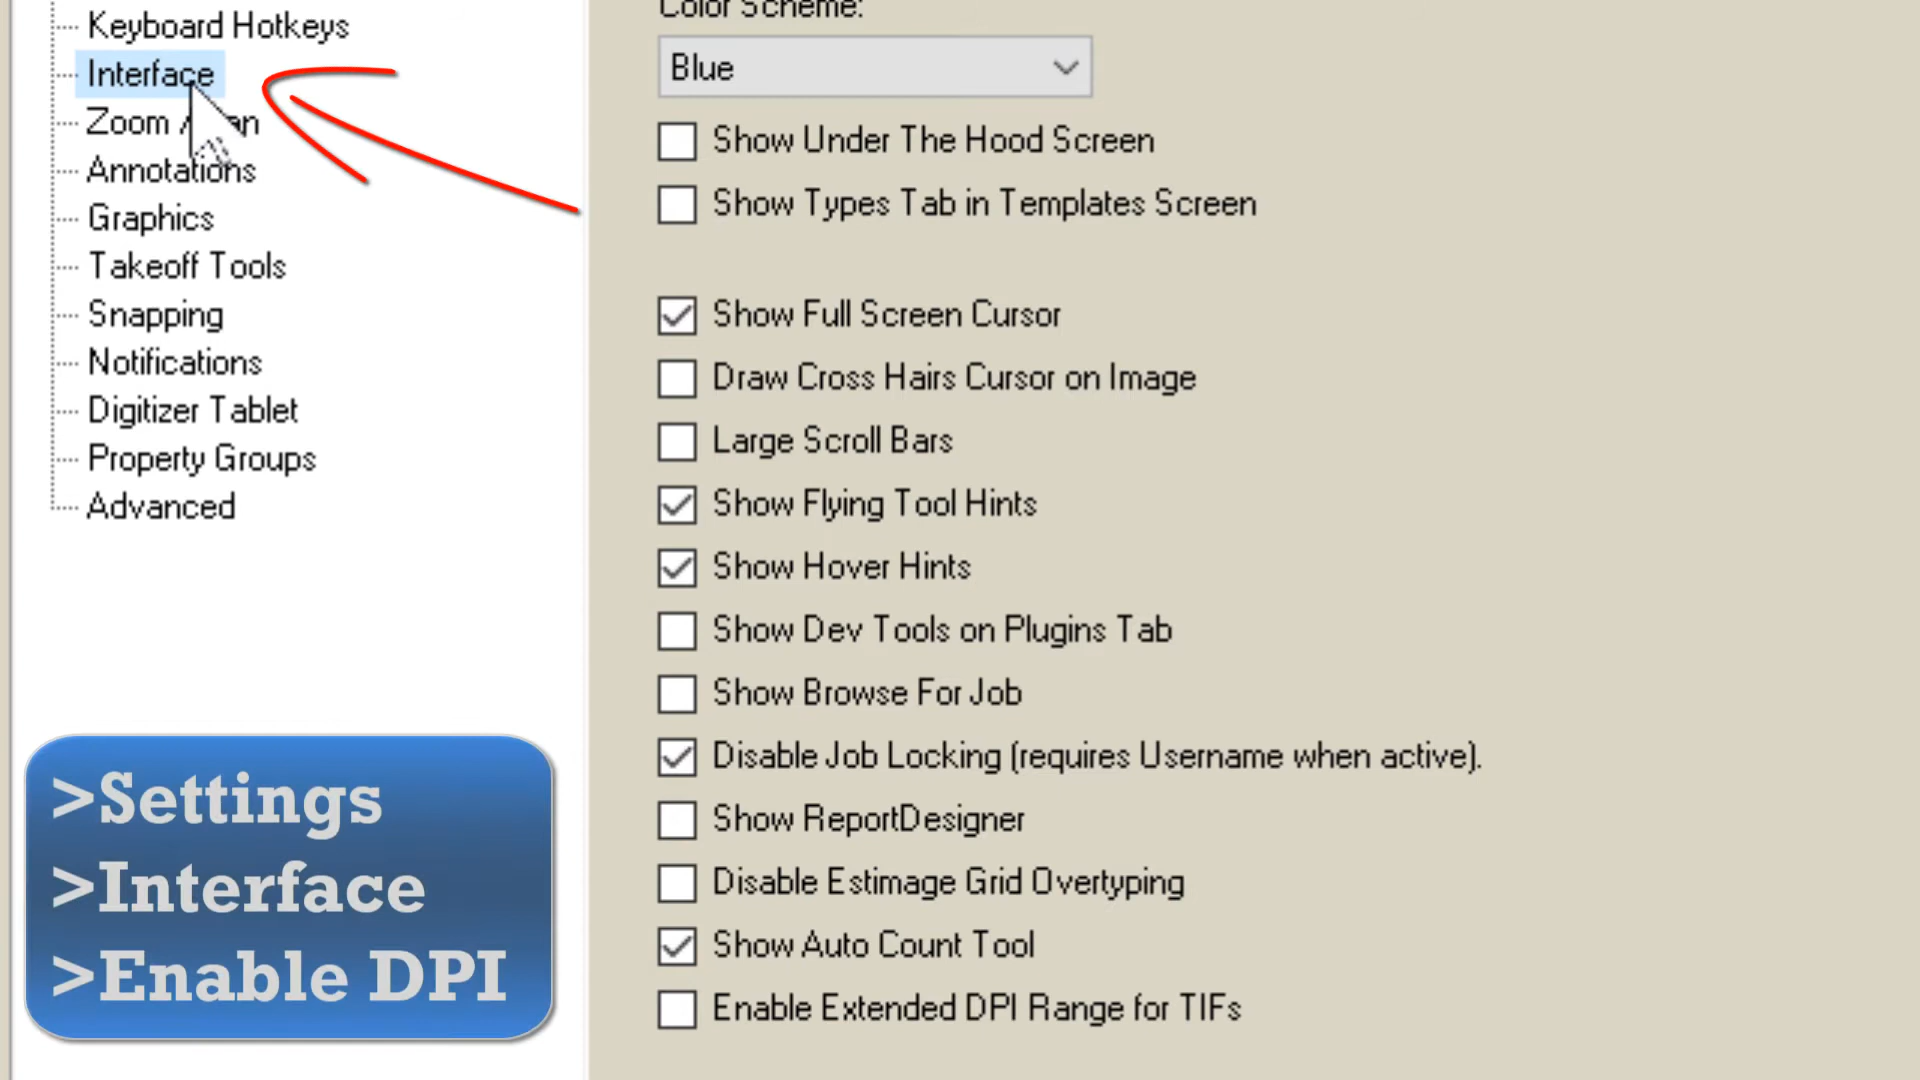 Keyboard Hotkeys
Interface
Zoom
Annotations
Graphics
Takeoff Tools
Snapping
Notifications
Digitizer Tablet
Property Groups
Advanced
>Settings
>Interface
>Enable DPI
Color Scheme:
Blue
Show Under The Hood Screen
Show Types Tab in Templates Screen
Show Full Screen Cursor
Draw Cross Hairs Cursor on Image
Large Scroll Bars
Show Flying Tool Hints
Show Hover Hints
Show Dev Tools on Plugins Tab
Show Browse For Job
Disable Job Locking (requires Username when active).
Show ReportDesigner
Disable Estimage Grid Overtyping
Show Auto Count Tool
Enable Extended DPI Range for TIFs